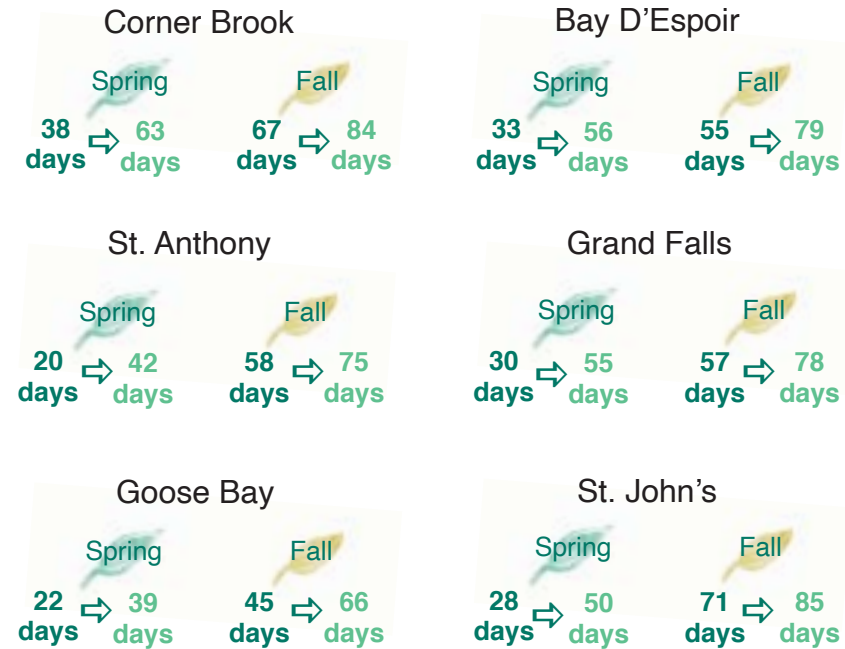 Corner Brook
Spring
Fall
38 days
63 days
67 days
84 days
Bay D'Espoir
Spring
Fall
33 days
56 days
55 days
79 days
St. Anthony
Spring
Fall
20 days
42 days
58 days
75 days
Grand Falls
Spring
Fall
30 days
55 days
57 days
78 days
Goose Bay
Spring
Fall
22 days
39 days
45 days
66 days
St. John's
Spring
Fall
28 days
50 days
71 days
85 days